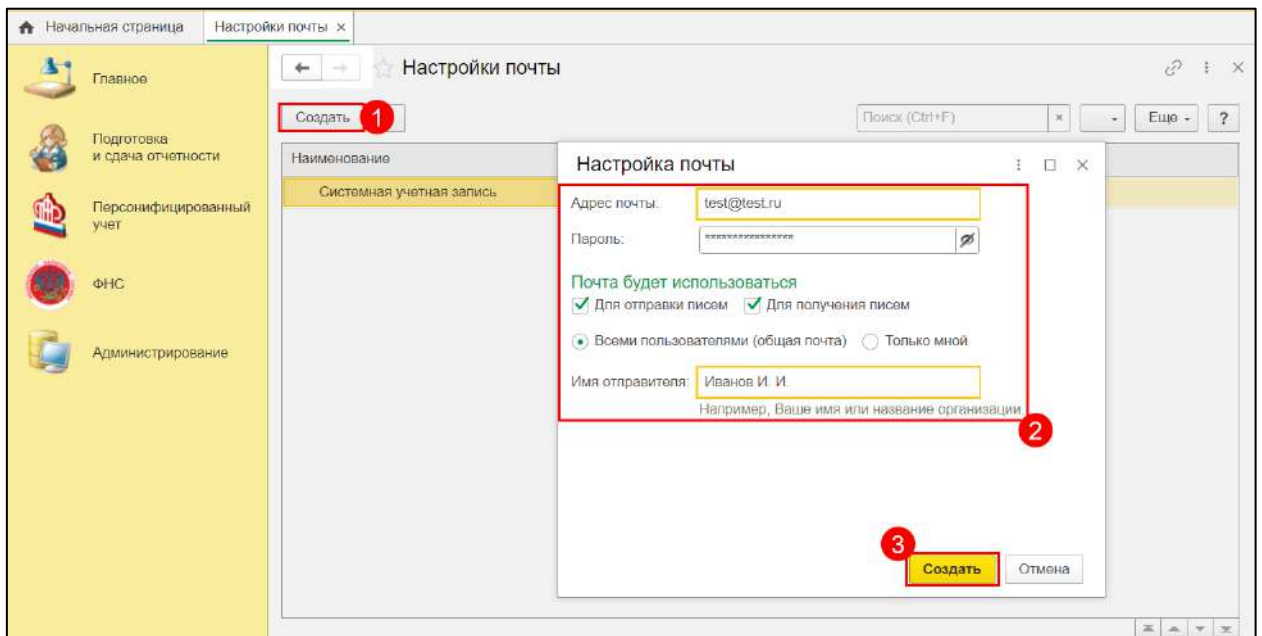 Начальная страница
Настройки почты ×
Главное
Подготовка
и сдача отчетности
Персонифицированный
учет
ФНС
Администрирование
Настройки почты
Создать
1
Поиск (Ctrl+F)
×
Еще
?
Наименование
Системная учетная запись
Настройка почты
Адрес почты:
test@test.ru
Пароль:
****************
Почта будет использоваться
Для отправки писем Для получения писем
Всеми пользователями (общая почта) Только мной
Имя отправителя:
Иванов И. И.
Например, Ваше имя или название организации.
2
3
Создать
Отмена